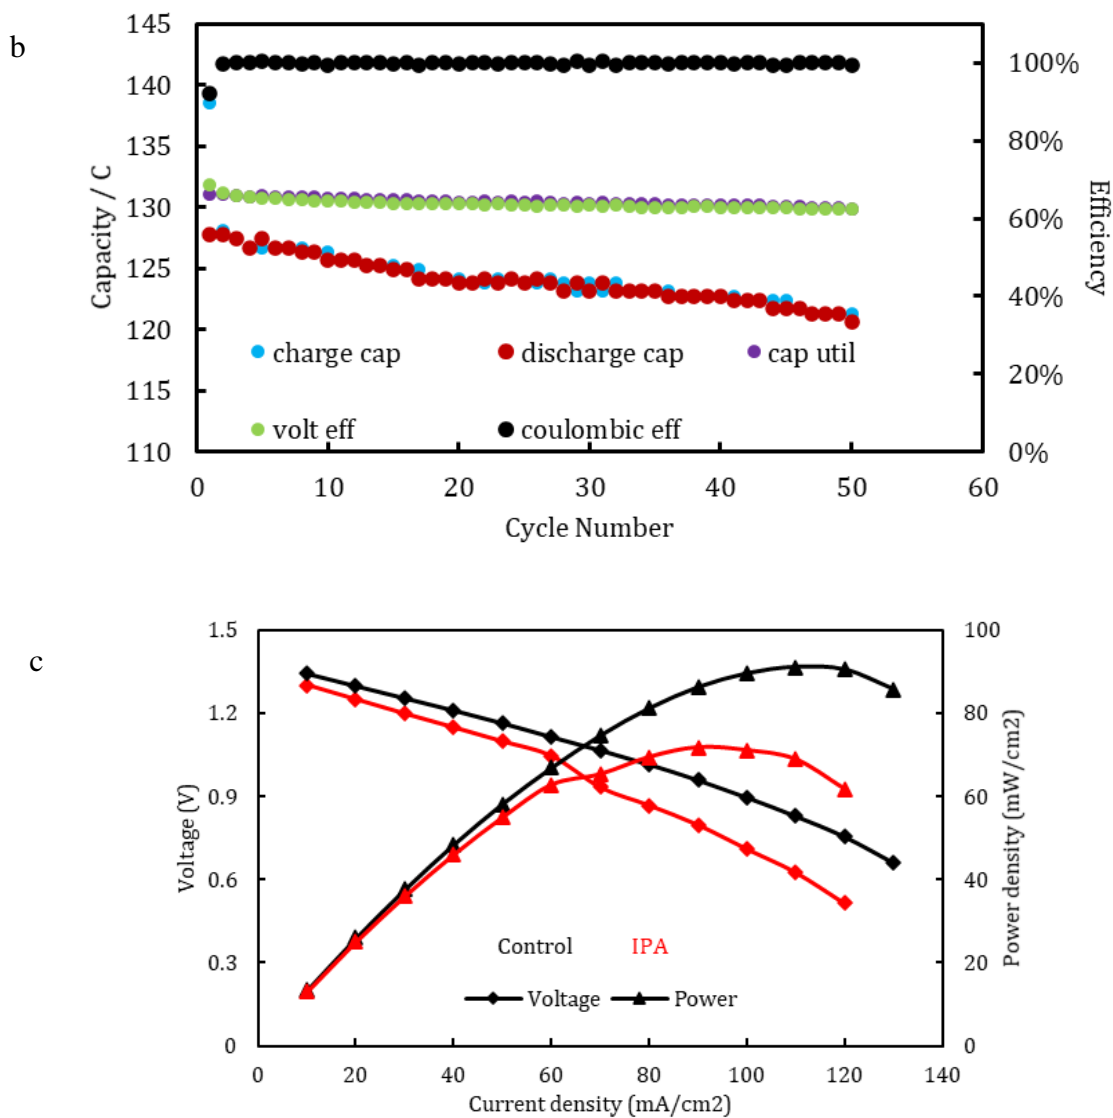 b
145
140
135
130
125
120
115
110
Capacity / C
100%
80%
60%
40%
20%
0%
Efficiency
charge cap discharge cap cap util
volt eff coulombic eff
0 10 20 30 40 50 60
Cycle Number
c
1.5
1.2
0.9
0.6
0.3
0
Voltage (V)
100
80
60
40
20
0
Power density (mW/cm2)
Control IPA
Voltage Power
0 20 40 60 80 100 120 140
Current density (mA/cm2)